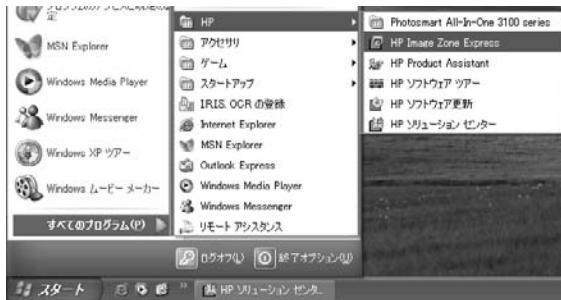 定
MSN Explorer
Windows Media Player
Windows Messenger
Windows XP ツアー
Windows ムービー メーカー
すべてのプログラム(P)
HP
アクセサリ
ゲーム
スタートアップ
IRIS OCR の登録
Internet Explorer
MSN Explorer
Outlook Express
Windows Media Player
Windows Messenger
リモート アシスタンス
Photosmart All-In-One 3100 series
HP Image Zone Express
HP Product Assistant
HP ソフトウェア ツアー
HP ソフトウェア更新
HP ソリューション センター
ログオフ(L)
終了オプション(U)
スタート
HP ソリューション センタ...